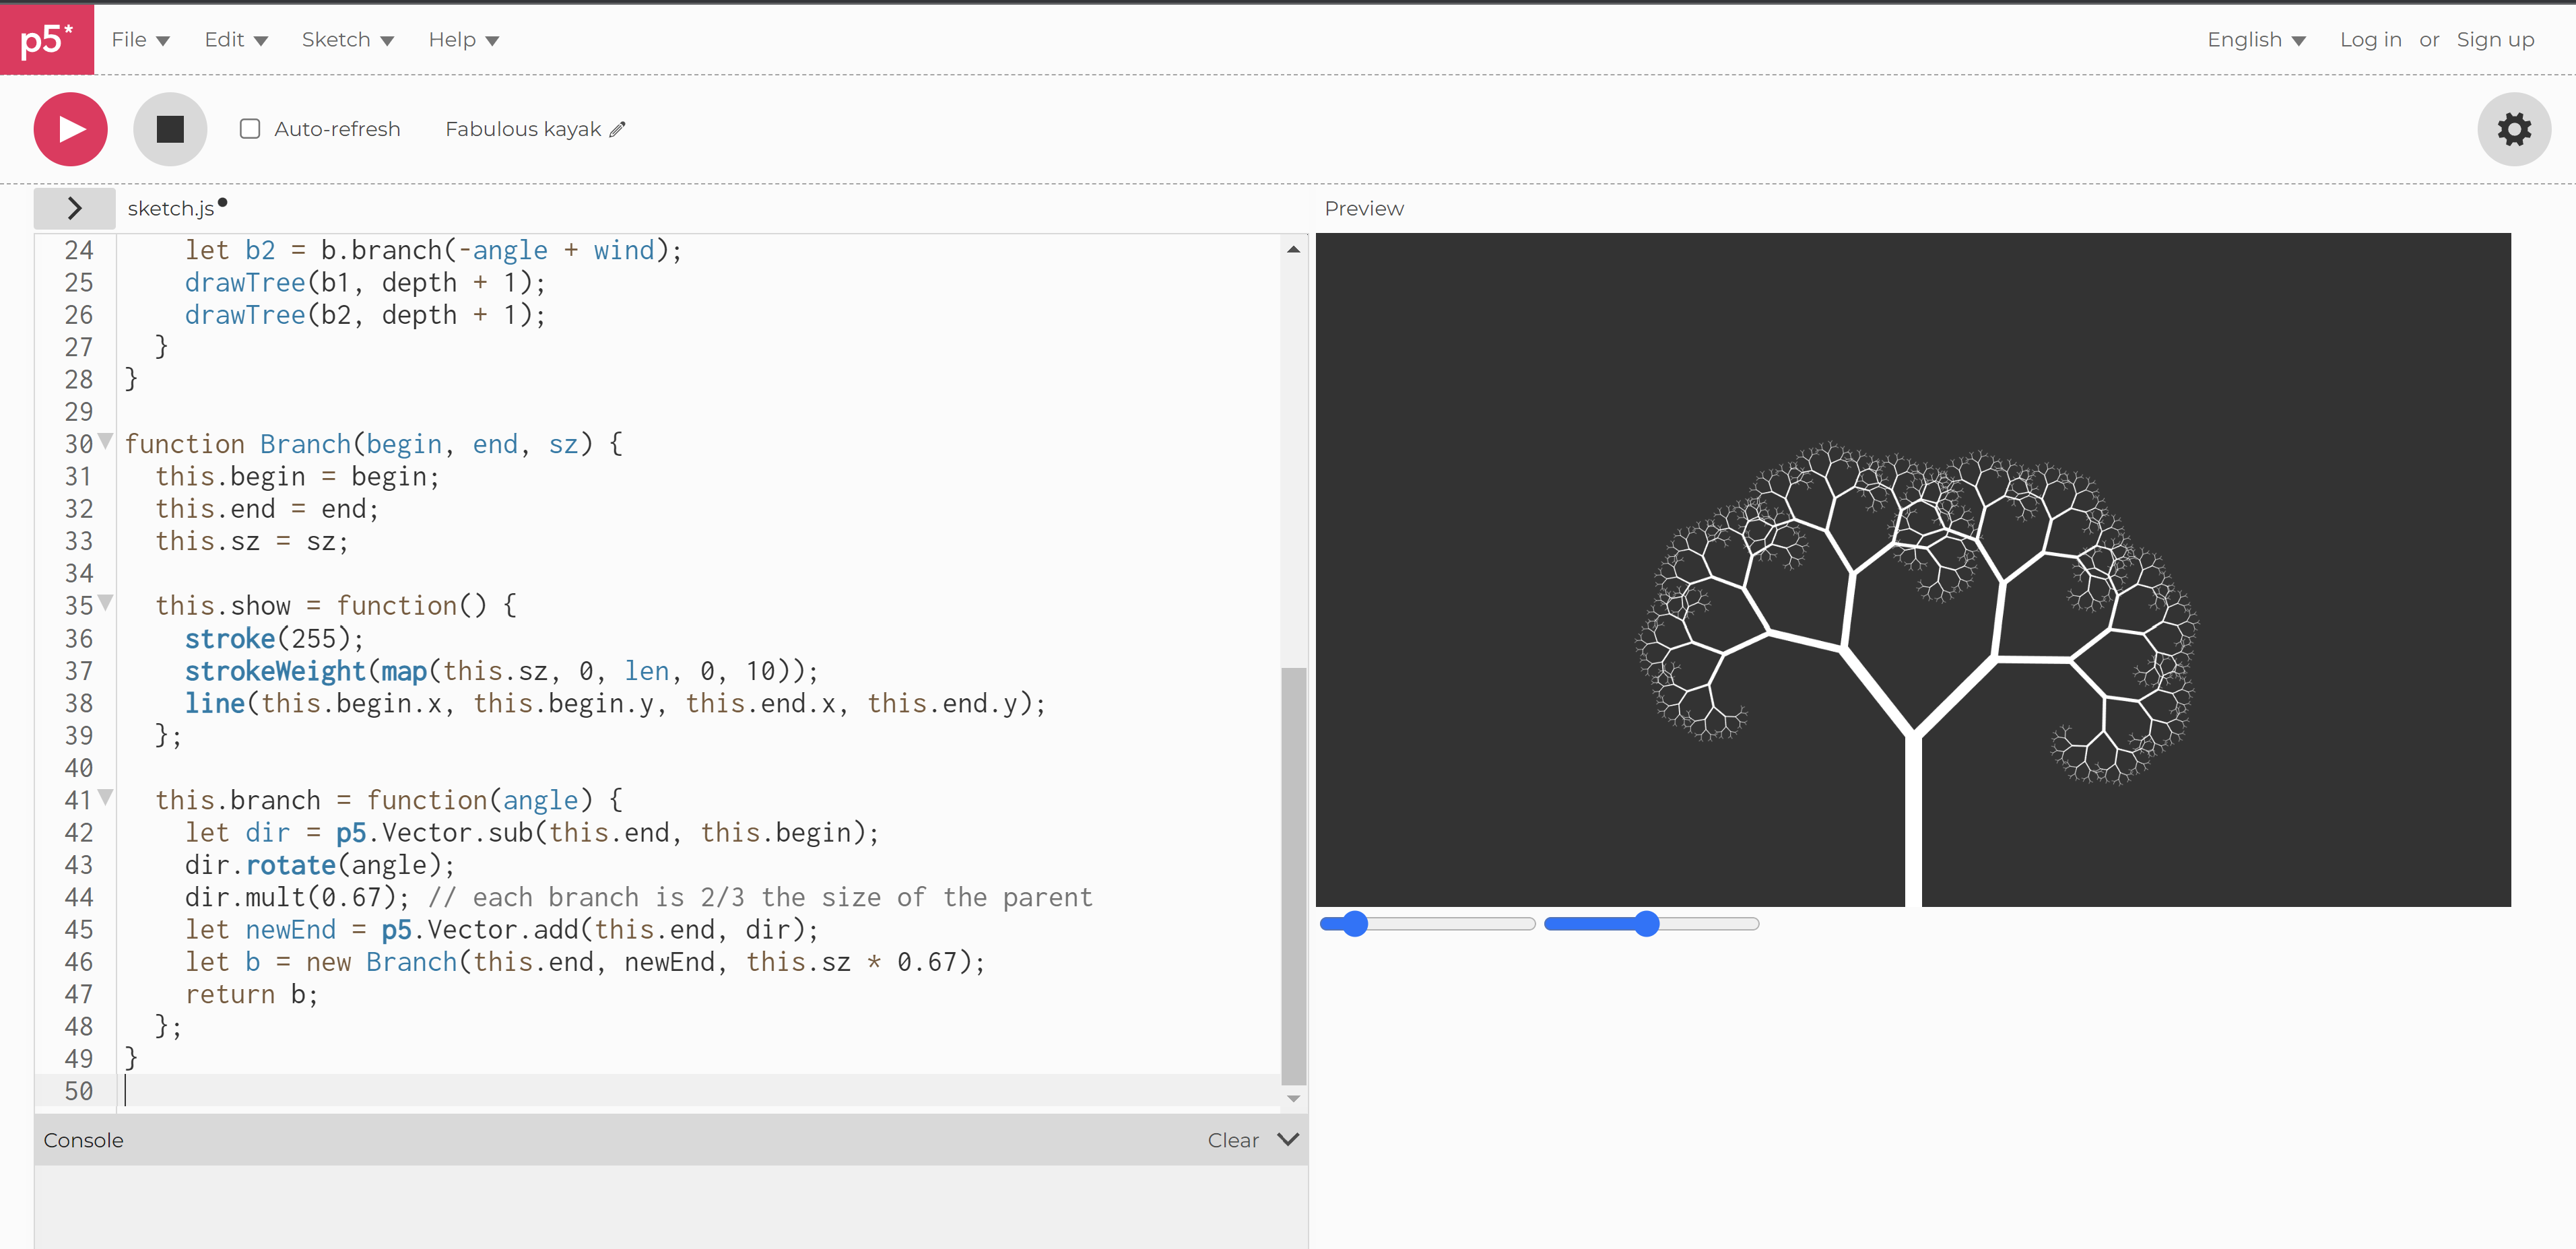 p5* File Edit Sketch Help English Log in or Sign up
Auto-refresh Fabulous kayak
sketch.js
Preview
24 let b2 = b.branch(-angle + wind);
25 drawTree(b1, depth + 1);
26 drawTree(b2, depth + 1);
27 }
28 }
29
30 function Branch(begin, end, sz) {
31 this.begin = begin;
32 this.end = end;
33 this.sz = sz;
34
35 this.show = function() {
36 stroke(255);
37 strokeWeight(map(this.sz, 0, len, 0, 10));
38 line(this.begin.x, this.begin.y, this.end.x, this.end.y);
39 };
40
41 this.branch = function(angle) {
42 let dir = p5.Vector.sub(this.end, this.begin);
43 dir.rotate(angle);
44 dir.mult(0.67); // each branch is 2/3 the size of the parent
45 let newEnd = p5.Vector.add(this.end, dir);
46 let b = new Branch(this.end, newEnd, this.sz * 0.67);
47 return b;
48 };
49 }
50
Console Clear